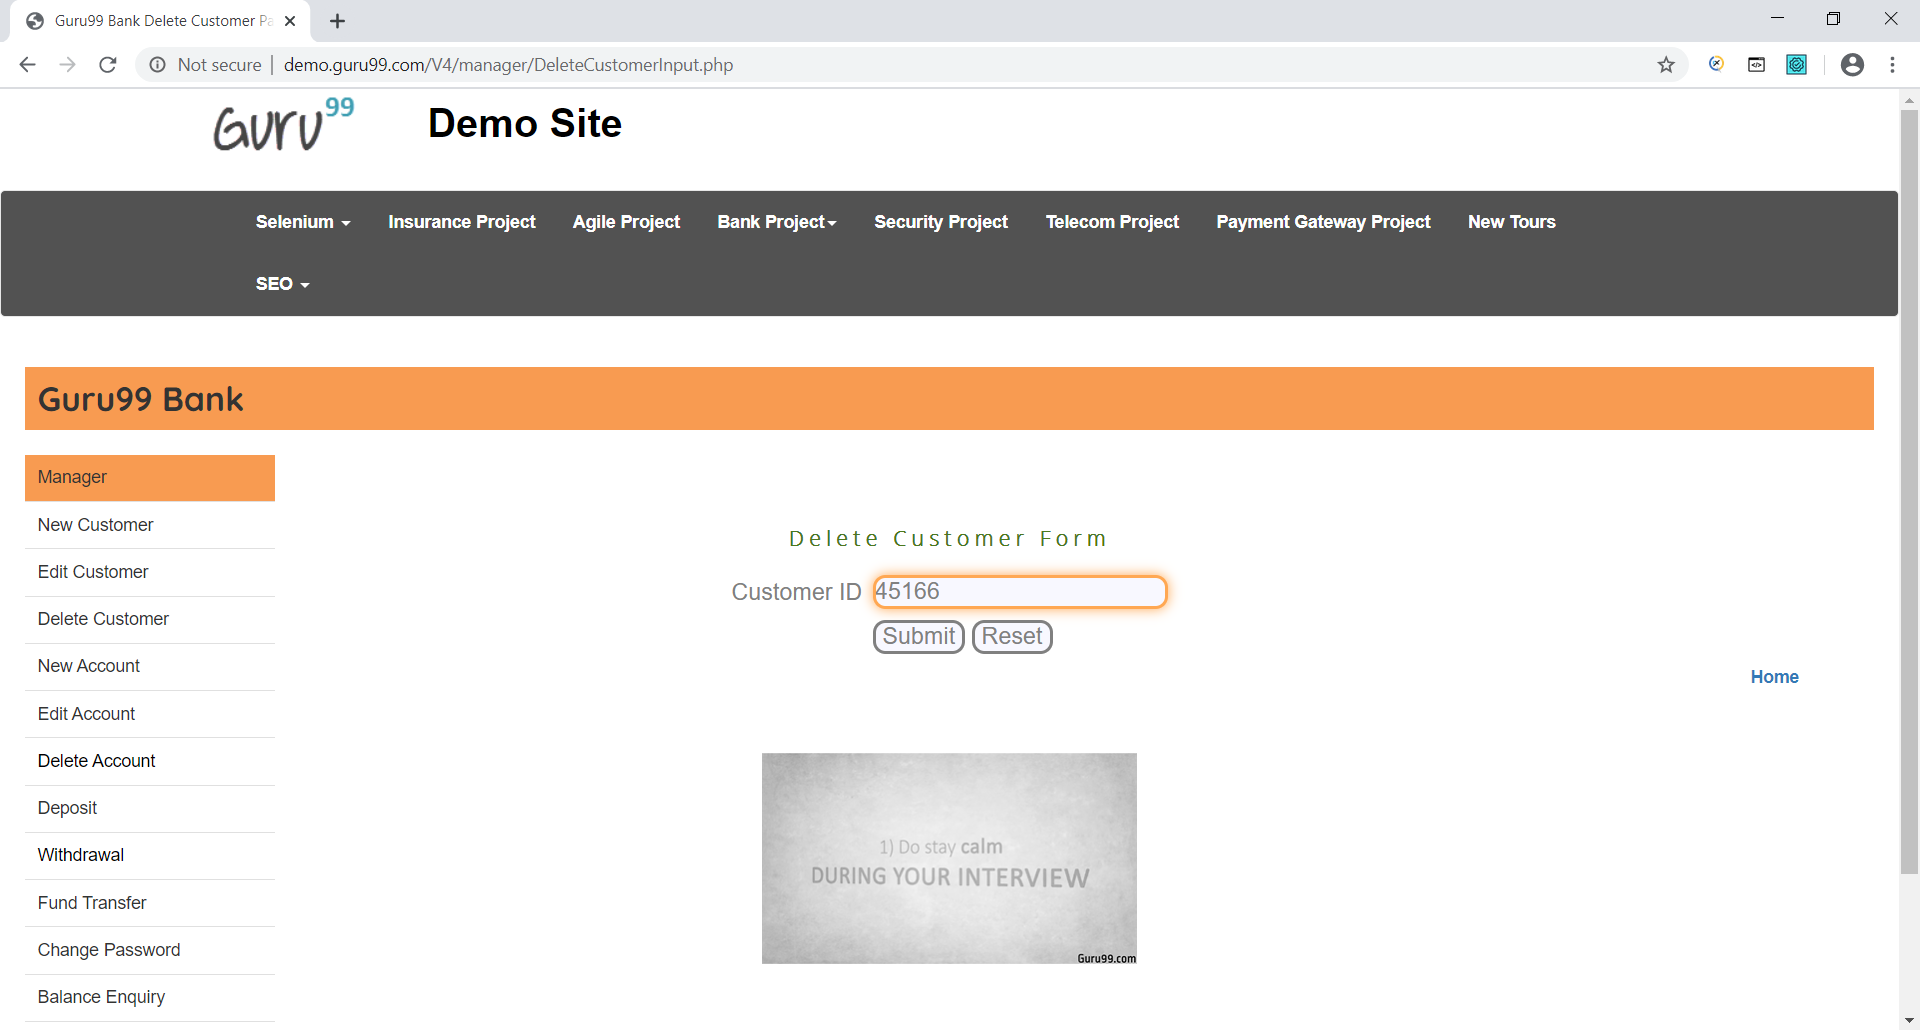 Guru99 Bank Delete Customer Pa
Not secure
demo.guru99.com/V4/manager/DeleteCustomerInput.php
Guru99
Demo Site
Selenium
Insurance Project
Agile Project
Bank Project
Security Project
Telecom Project
Payment Gateway Project
New Tours
SEO
Guru99 Bank
Manager
New Customer
Edit Customer
Delete Customer
New Account
Edit Account
Delete Account
Deposit
Withdrawal
Fund Transfer
Change Password
Balance Enquiry
Delete Customer Form
Customer ID 45166
Submit Reset
Home
1) Do stay calm
DURING YOUR INTERVIEW
Guru99.com